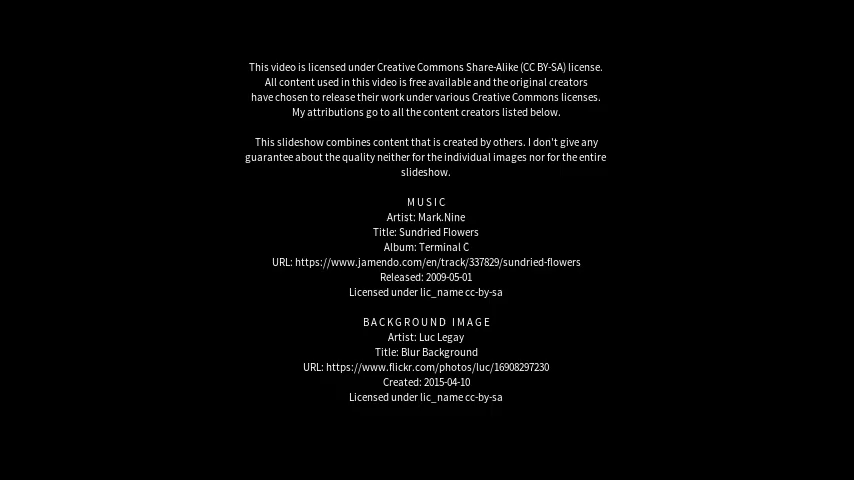 This video is licensed under Creative Commons Share-Alike (CC BY-SA) license.
All content used in this video is free available and the original creators
have chosen to release their work under various Creative Commons licenses.
My attributions go to all the content creators listed below.
This slideshow combines content that is created by others. I don't give any
guarantee about the quality neither for the individual images nor for the entire
slideshow.
MUSIC
Artist: Mark.Nine
Title: Sundried Flowers
Album: Terminal C
URL: https://www.jamendo.com/en/track/337829/sundried-flowers
Released: 2009-05-01
Licensed under lic_name cc-by-sa
BACKGROUND IMAGE
Artist: Luc Legay
Title: Blur Background
URL: https://www.flickr.com/photos/luc/16908297230
Created: 2015-04-10
Licensed under lic_name cc-by-sa